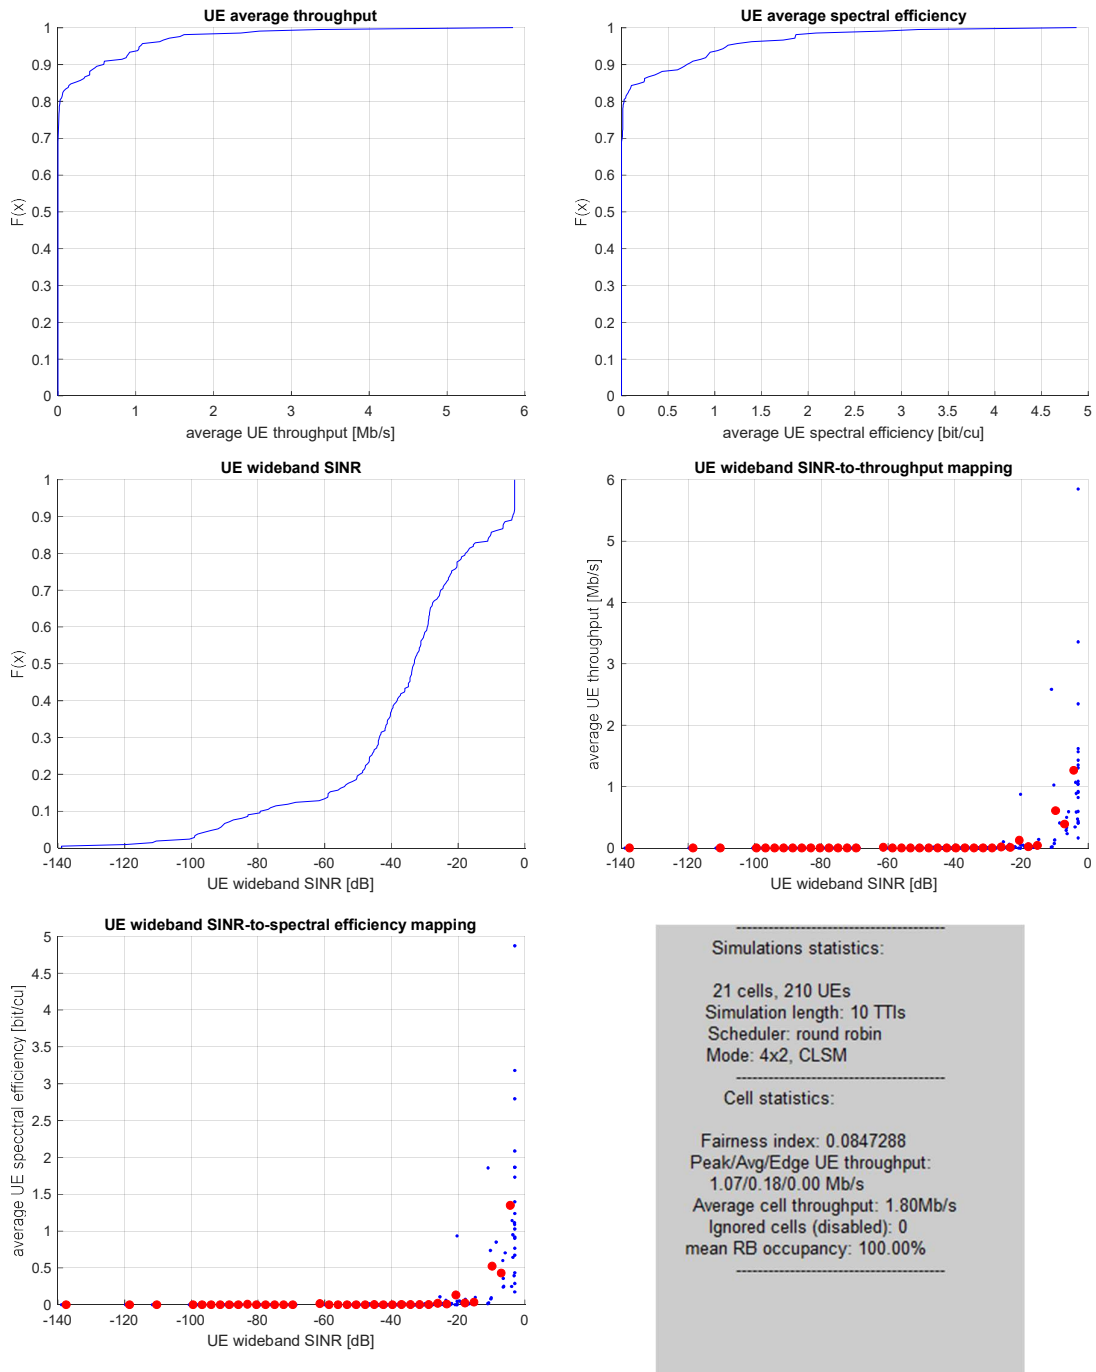 UE average throughput
1
0.9
0.8
0.7
0.6
0.5
0.4
0.3
0.2
0.1
0
F(x)
0 1 2 3 4 5 6
average UE throughput [Mb/s]
UE average spectral efficiency
1
0.9
0.8
0.7
0.6
0.5
0.4
0.3
0.2
0.1
0
F(x)
0 0.5 1 1.5 2 2.5 3 3.5 4 4.5 5
average UE spectral efficiency [bit/cu]
UE wideband SINR
1
0.9
0.8
0.7
0.6
0.5
0.4
0.3
0.2
0.1
0
F(x)
-140 -120 -100 -80 -60 -40 -20 0
UE wideband SINR [dB]
UE wideband SINR-to-throughput mapping
6
5
4
3
2
1
0
average UE throughput [Mb/s]
-140 -120 -100 -80 -60 -40 -20 0
UE wideband SINR [dB]
UE wideband SINR-to-spectral efficiency mapping
5
4.5
4
3.5
3
2.5
2
1.5
1
0.5
0
average UE specctral efficiency [bit/cu]
-140 -120 -100 -80 -60 -40 -20 0
UE wideband SINR [dB]
Simulations statistics:
21 cells, 210 UEs
Simulation length: 10 TTIs
Scheduler: round robin
Mode: 4x2, CLSM
Cell statistics:
Fairness index: 0.0847288
Peak/Avg/Edge UE throughput:
1.07/0.18/0.00 Mb/s
Average cell throughput: 1.80Mb/s
Ignored cells (disabled): 0
mean RB occupancy: 100.00%